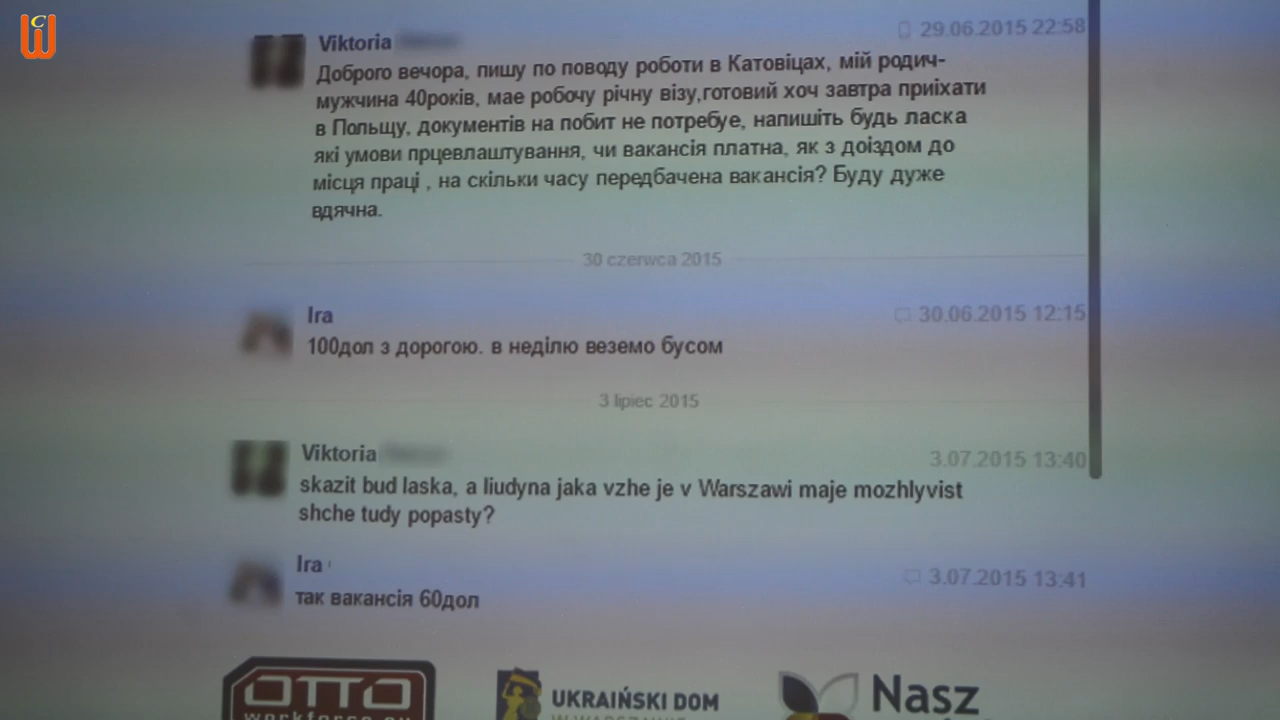 CW
Viktoria
29.06.2015 22:58
Доброго вечора, пишу по поводу роботи в Катовіцах, мій родич-
мужчина 40років, мае робочу річну візу,готовий хоч завтра приїхати
в Польщу, документів на побит не потребуе, напишіть будь ласка
які умови прцевлаштування, чи вакансія платна, як з доіздом до
місця праці , на скільки часу передбачена вакансія? Буду дуже
вдячна.
30 czerwca 2015
Ira
30.06.2015 12:15
100дол з дорогою. в неділю веземо бусом
3 lipiec 2015
Viktoria
3.07.2015 13:40
skazit bud laska, a liudyna jaka vzhe je v Warszawi maje mozhlyvist
shche tudy popasty?
Ira
3.07.2015 13:41
так вакансія 60дол
OTTO
workforce.eu
UKRAIŃSKI DOM
W WARSZAWIE
Nasz